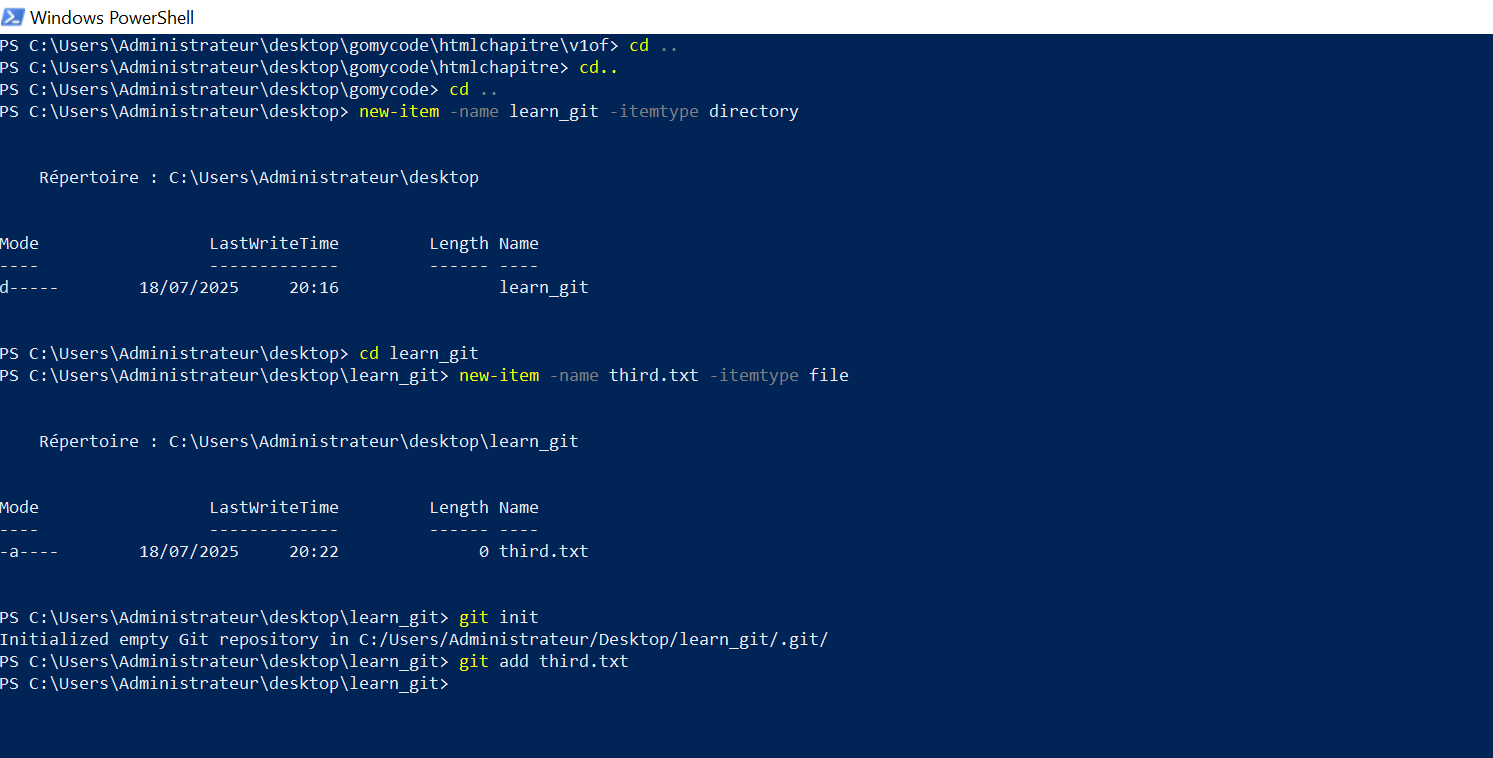 Windows PowerShell
PS C:\Users\Administrateur\desktop\gomycode\htmlchapitre\v1of> cd ..
PS C:\Users\Administrateur\desktop\gomycode\htmlchapitre> cd..
PS C:\Users\Administrateur\desktop\gomycode> cd ..
PS C:\Users\Administrateur\desktop> new-item -name learn_git -itemtype directory
Répertoire : C:\Users\Administrateur\desktop
Mode LastWriteTime Length Name
---- ------------- ------ ----
d----- 18/07/2025 20:16 learn_git
PS C:\Users\Administrateur\desktop> cd learn_git
PS C:\Users\Administrateur\desktop\learn_git> new-item -name third.txt -itemtype file
Répertoire : C:\Users\Administrateur\desktop\learn_git
Mode LastWriteTime Length Name
---- ------------- ------ ----
-a---- 18/07/2025 20:22 0 third.txt
PS C:\Users\Administrateur\desktop\learn_git> git init
Initialized empty Git repository in C:/Users/Administrateur/Desktop/learn_git/.git/
PS C:\Users\Administrateur\desktop\learn_git> git add third.txt
PS C:\Users\Administrateur\desktop\learn_git>